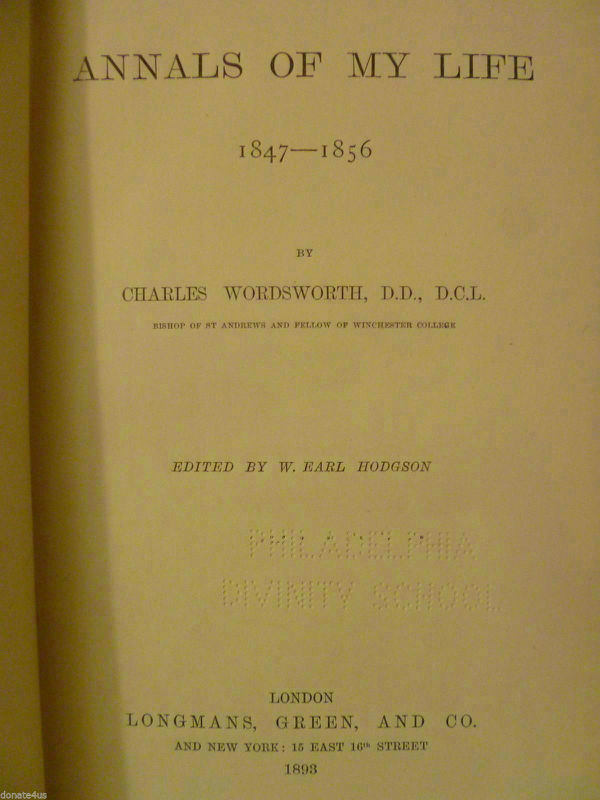 ANNALS OF MY LIFE
1847—1856
BY
CHARLES WORDSWORTH, D.D., D.C.L.
BISHOP OF ST ANDREWS AND FELLOW OF WINCHESTER COLLEGE
EDITED BY W. EARL HODGSON
PHILADELPHIA
DIVINITY SCHOOL
LONDON
LONGMANS, GREEN, AND CO.
AND NEW YORK: 15 EAST 16th STREET
1893
donate4us